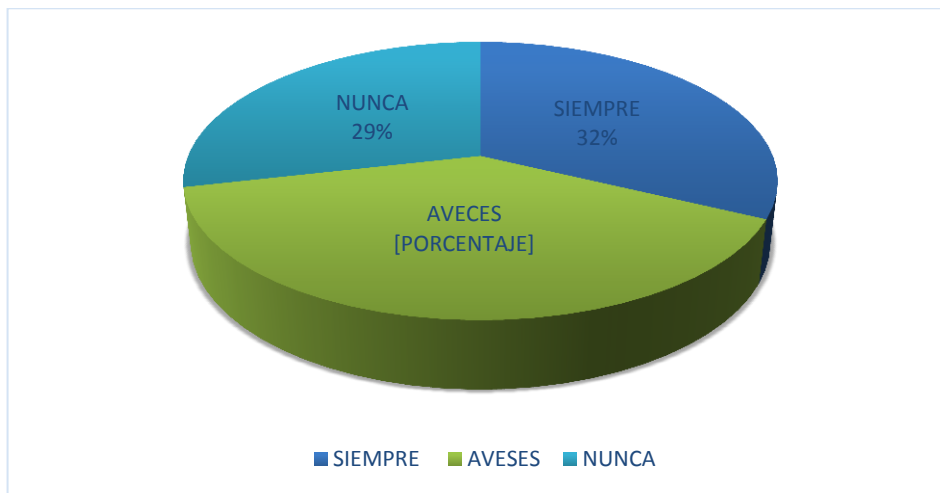 NUNCA
29%
SIEMPRE
32%
AVECES
[PORCENTAJE]
SIEMPRE AVESES NUNCA